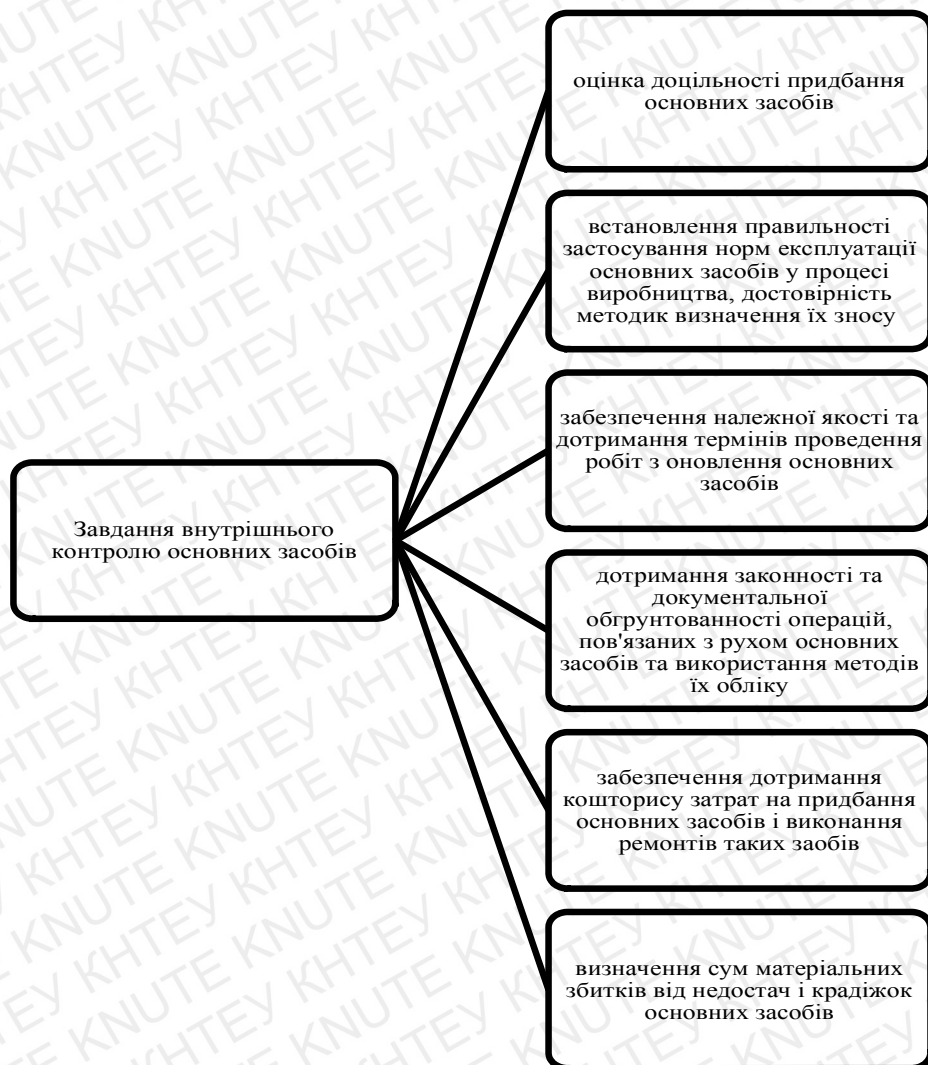 оцінка доцільності придбання
основних засобів
встановлення правильності
застосування норм експлуатації
основних засобів у процесі
виробництва, достовірність
методик визначення їх зносу
забезпечення належної якості та
дотримання термінів проведення
робіт з оновлення основних
засобів
Завдання внутрішнього
контролю основних засобів
дотримання законності та
документальної
обгрунтованності операцій,
пов'язаних з рухом основних
засобів та використання методів
їх обліку
забезпечення дотримання
кошторису затрат на придбання
основних засобів і виконання
ремонтів таких заобів
визначення сум матеріальних
збитків від недостач і крадіжок
основних засобів